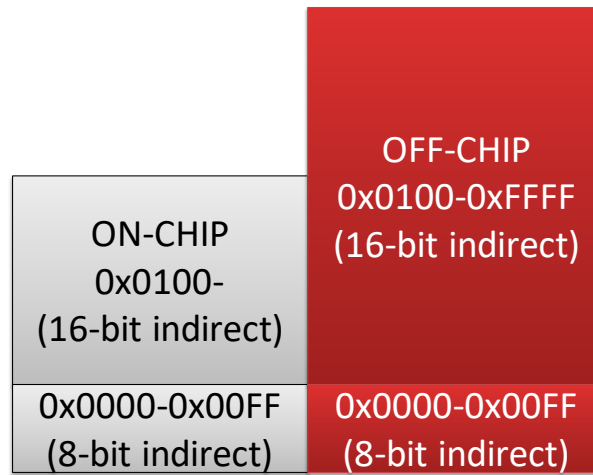 ON-CHIP
0x0100-
(16-bit indirect)
0x0000-0x00FF
(8-bit indirect)
OFF-CHIP
0x0100-0xFFFF
(16-bit indirect)
0x0000-0x00FF
(8-bit indirect)